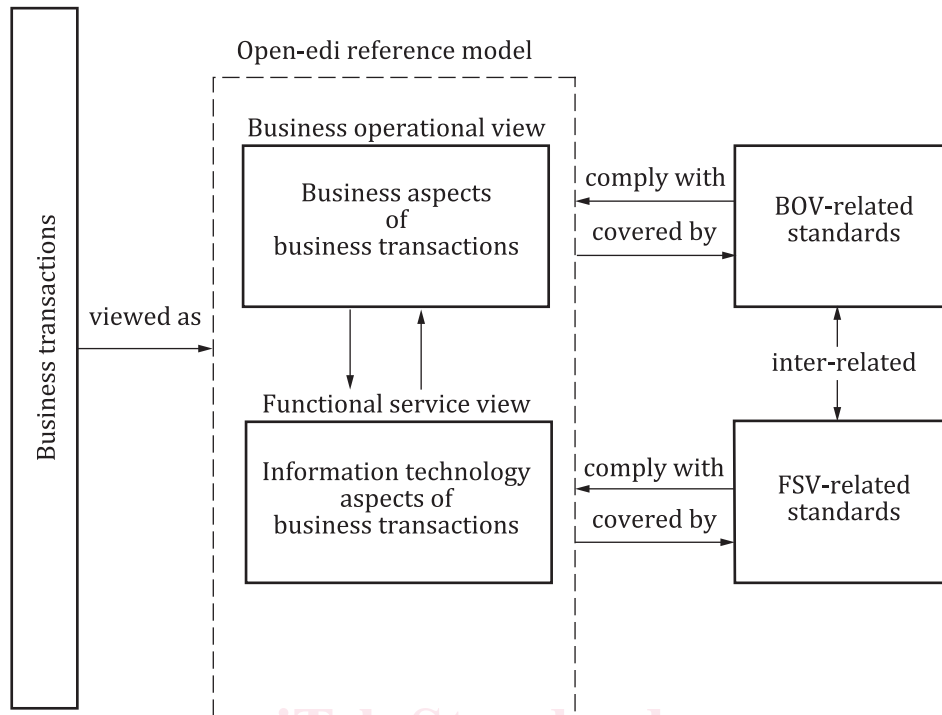 Open-edi reference model
Business operational view
Business aspects
of
business transactions
comply with
covered by
BOV-related
standards
Business transactions
viewed as
inter-related
Functional service view
Information technology
aspects of
business transactions
comply with
covered by
FSV-related
standards